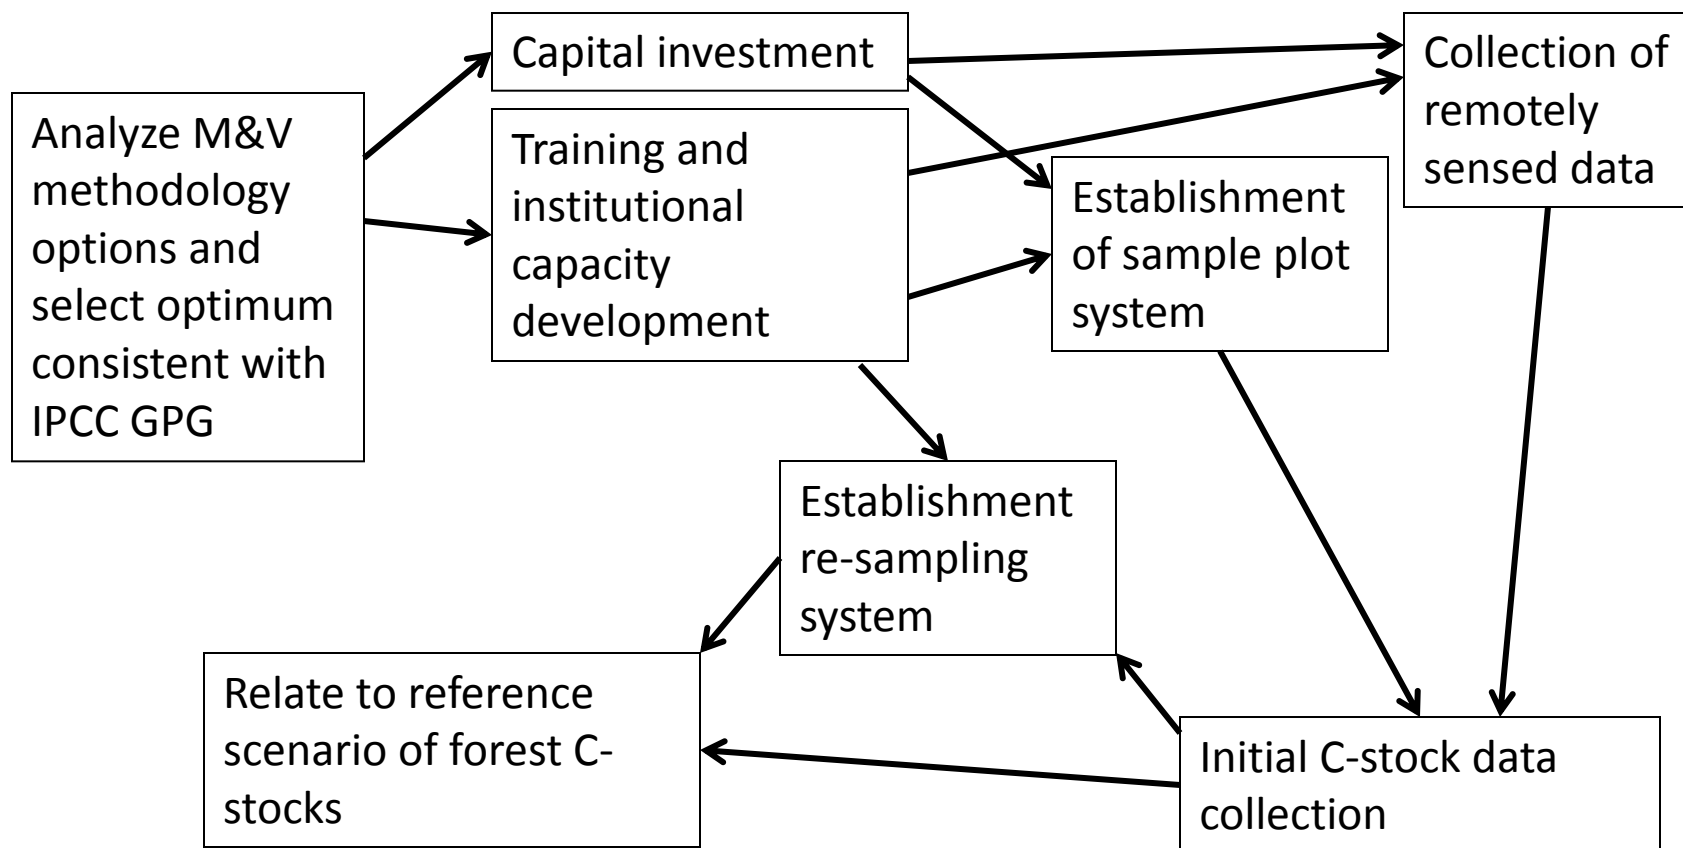 Analyze M&V
methodology
options and
select optimum
consistent with
IPCC GPG
Capital investment
Training and
institutional
capacity
development
Collection of
remotely
sensed data
Establishment
of sample plot
system
Establishment
re-sampling
system
Relate to reference
scenario of forest C-
stocks
Initial C-stock data
collection